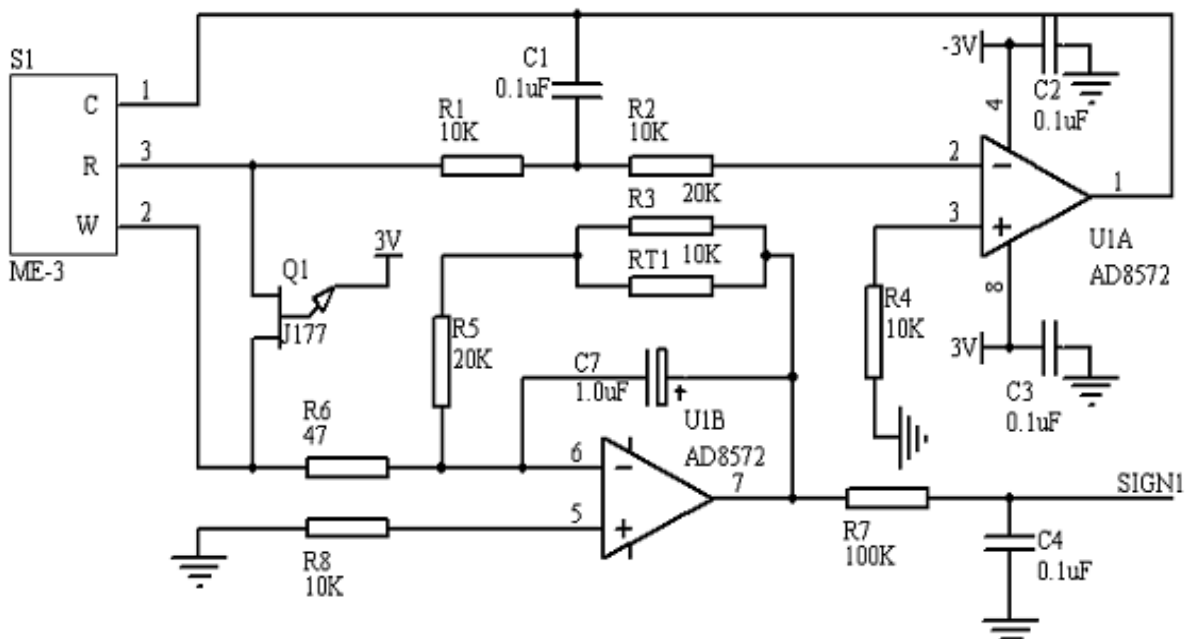 S1
C
1
R
3
W
2
ME-3
C1
0.1uF
R1
10K
R2
10K
-3V
4
C2
0.1uF
2
-
3
+
1
U1A
AD8572
8
3V
C3
0.1uF
20K
R3
10K
RT1
R4
10K
Q1
3V
J177
R5
20K
C7
1.0uF
+
U1B
AD8572
R6
47
6
-
5
+
7
R8
10K
R7
100K
SIGN1
C4
0.1uF